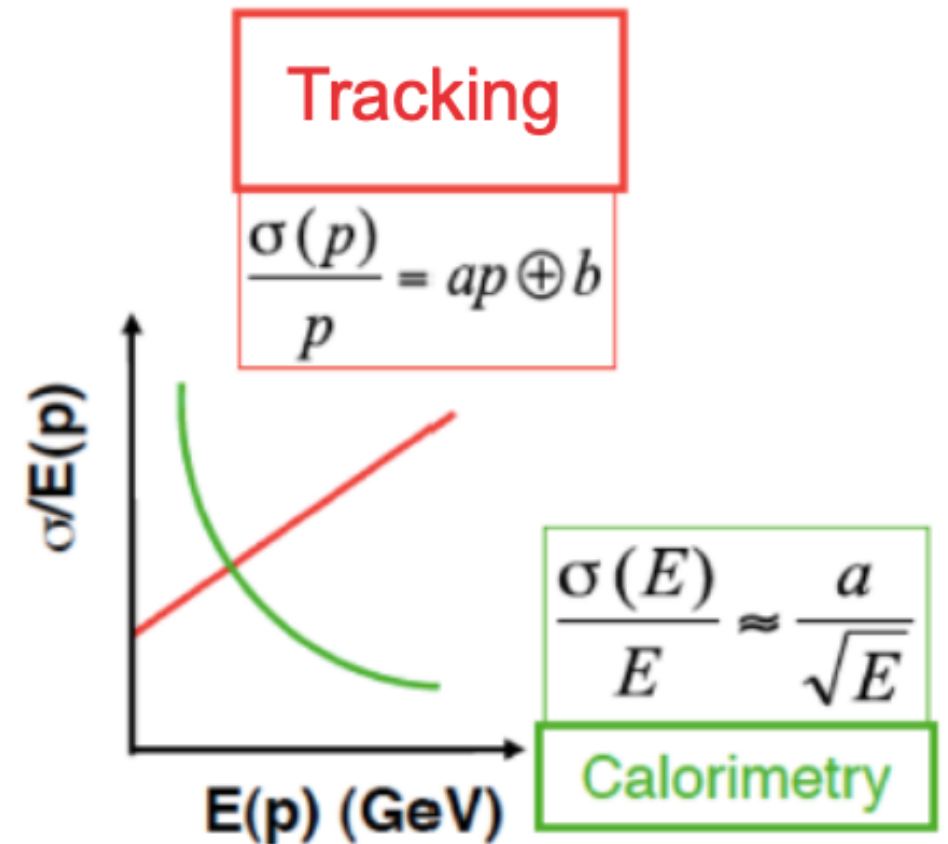 Tracking
σ(p)/p = ap ⊕ b
σ/E(p)
σ(E)/E ≈ a/√E
Calorimetry
E(p) (GeV)